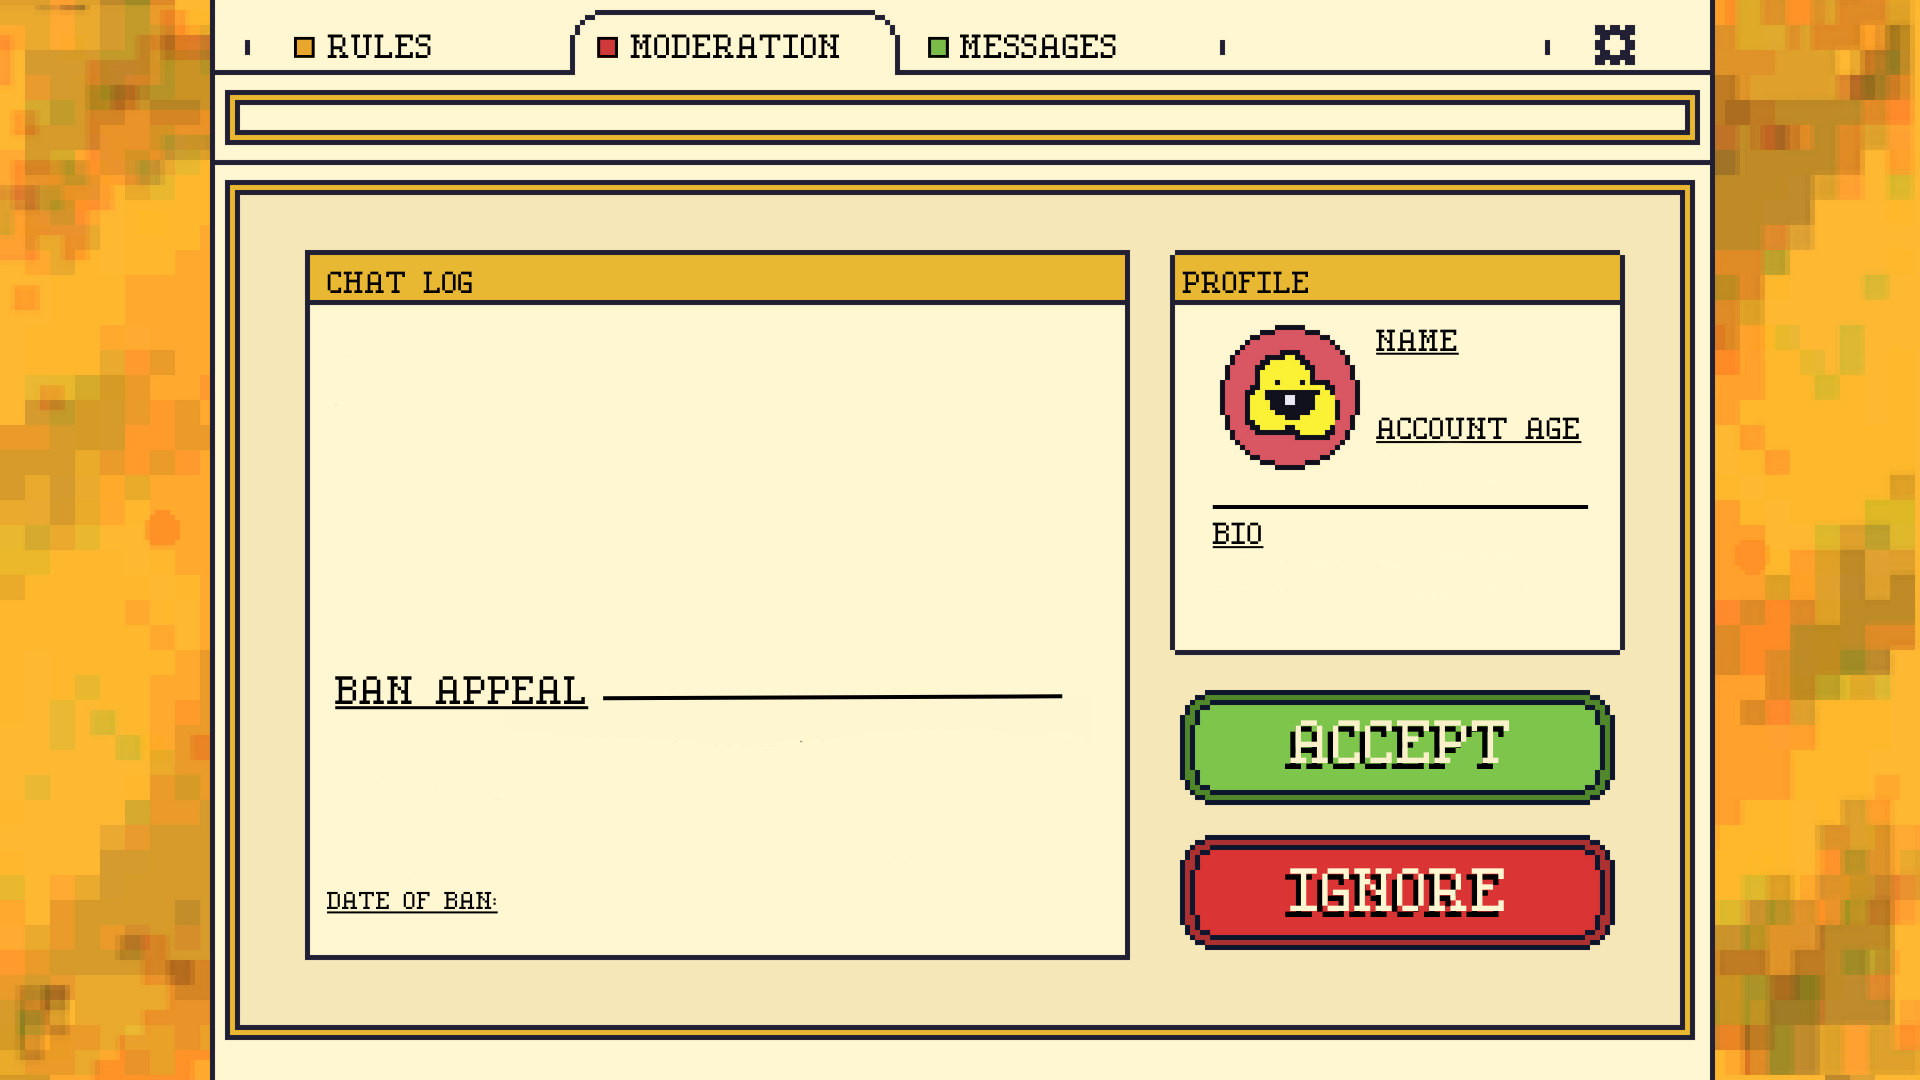 RULES
MODERATION
MESSAGES
CHAT LOG
PROFILE
NAME
ACCOUNT AGE
BIO
BAN APPEAL
ACCEPT
IGNORE
DATE OF BAN: